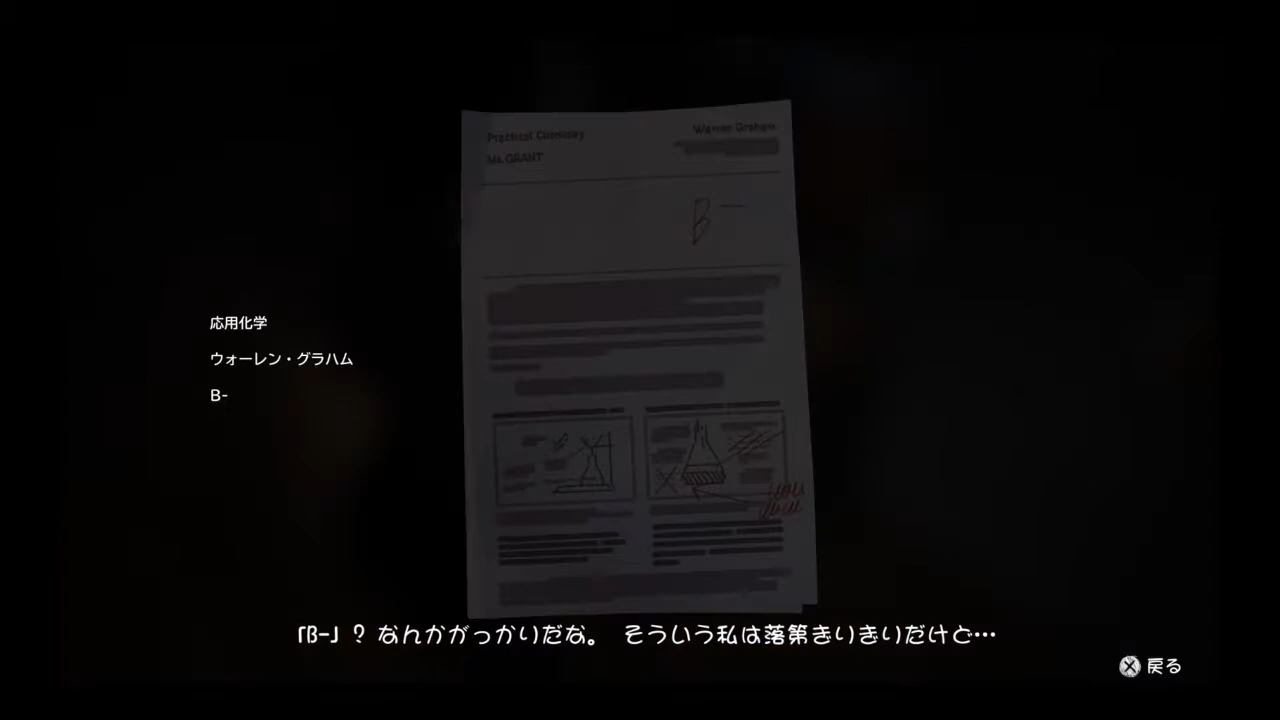 Practical Chemistry
Warren Graham
Ms. GRANT
B-
応用化学
ウォーレン・グラハム
B-
「B-」? なんかがっかりだな。 そういう私は落第ぎりぎりだけど…
戻る